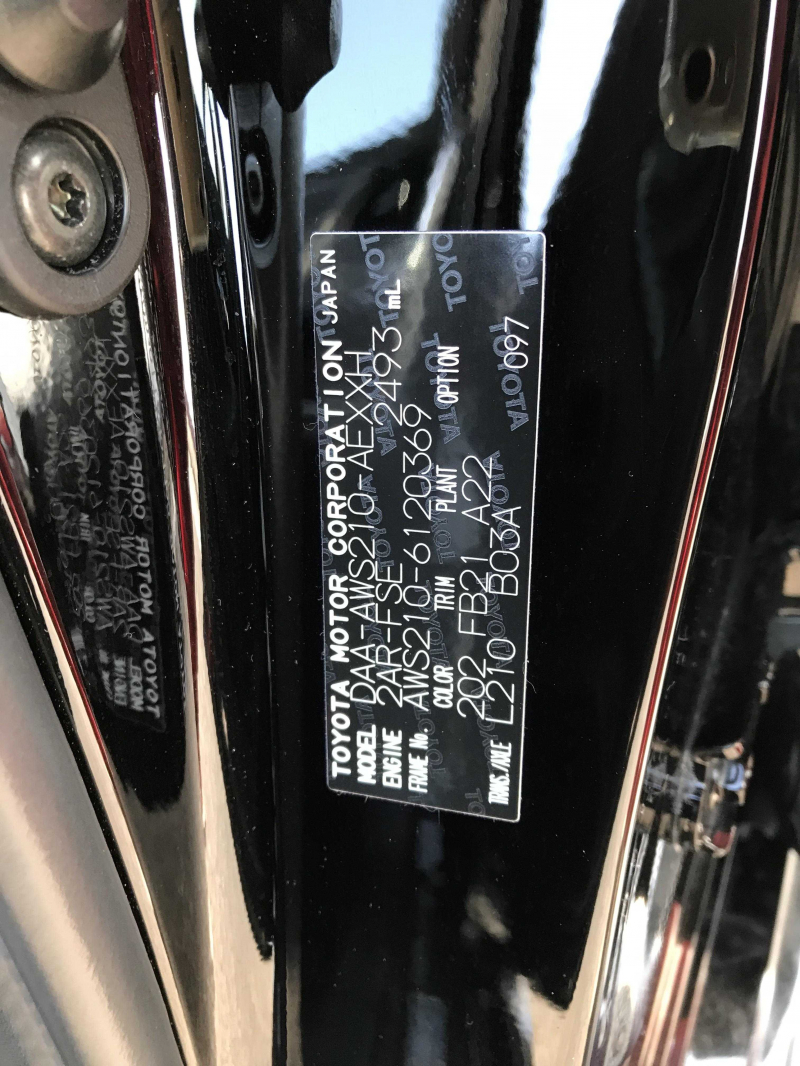 TOYOTA MOTOR CORPORATION JAPAN
MODEL DAA-AWS210-AEXXH
ENGINE 2AR-FSE 2493 mL
FRAME No. AWS210-6120369
COLOR TRIM PLANT OPTION
202 FB21 A22 097
TRANS./AXLE L210 B03A